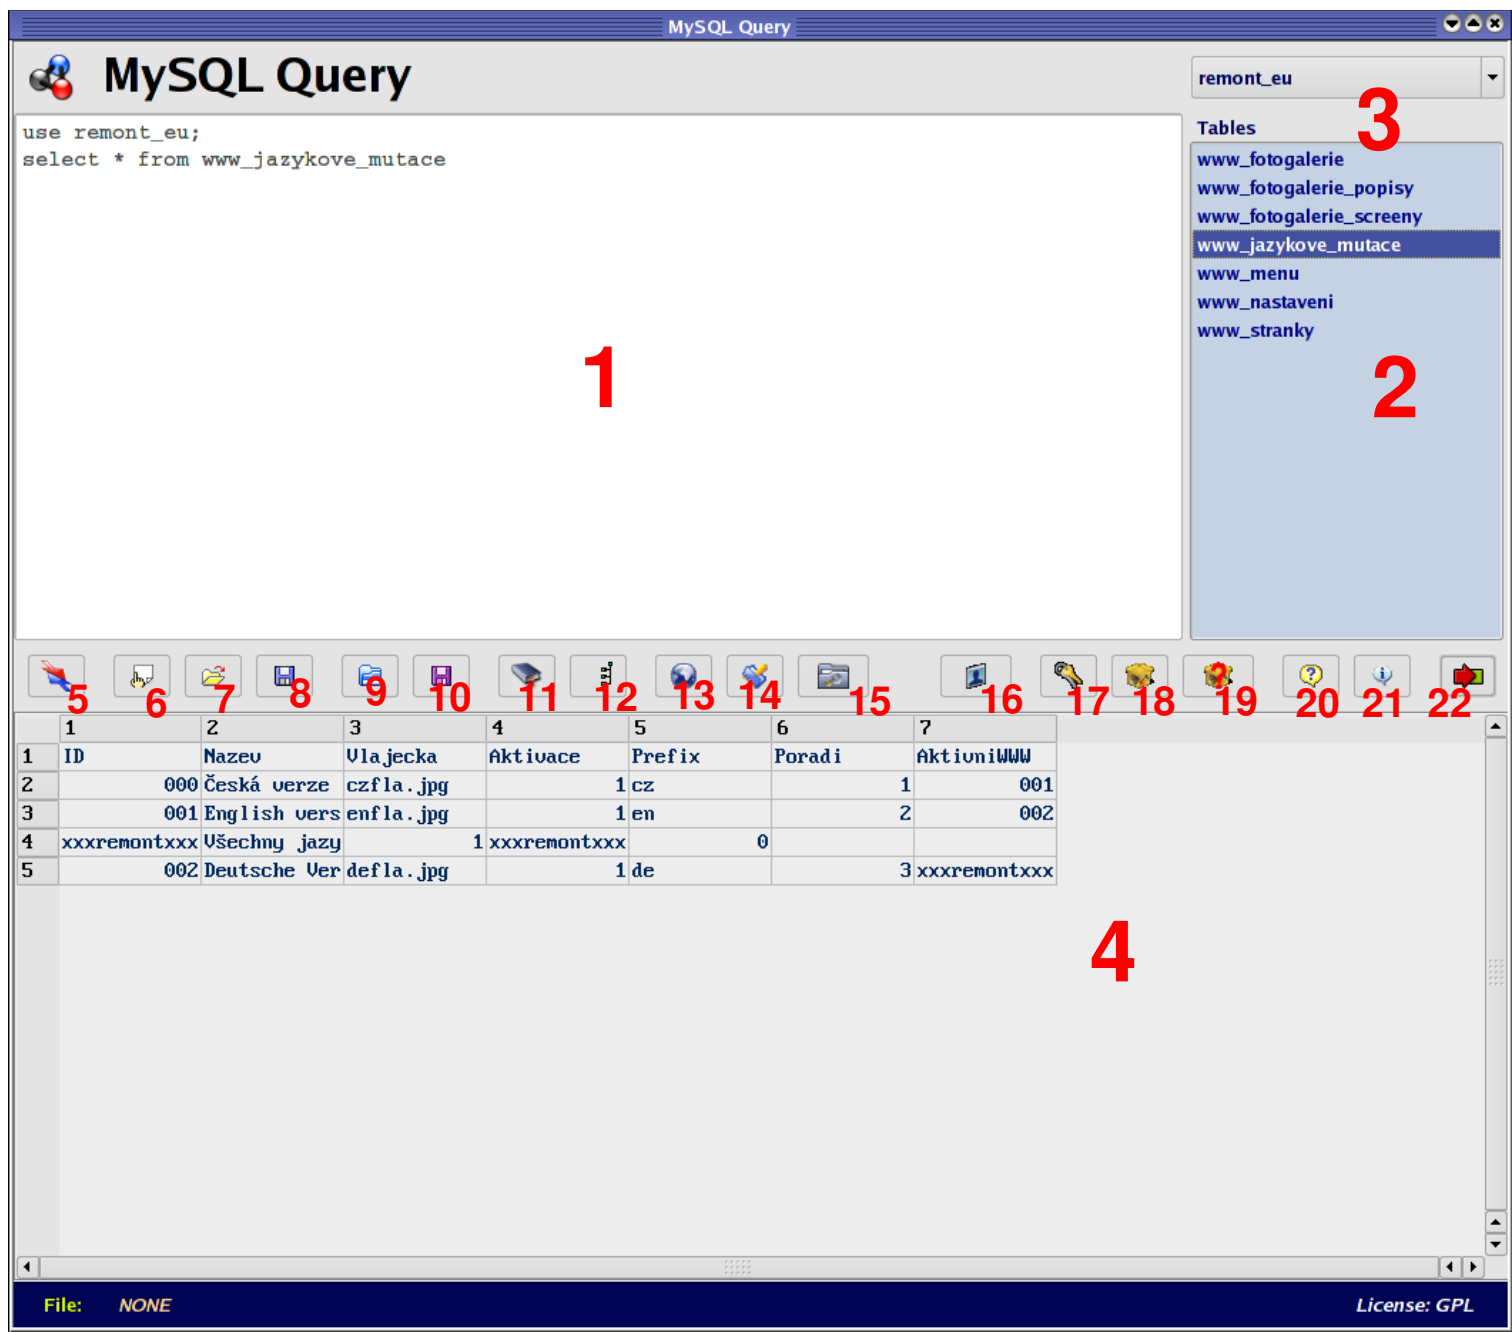 MySQL Query
MySQL Query
remont_eu
3
use remont_eu;
select * from www_jazykove_mutace
1
Tables
www_fotogalerie
www_fotogalerie_popisy
www_fotogalerie_screeny
www_jazykove_mutace
www_menu
www_nastaveni
www_stranky
2
5 6 7 8 9 10 11 12 13 14 15 16 17 18 19 20 21 22
1 2 3 4 5 6 7
1 ID Nazev Vlajecka Aktivace Prefix Poradi AktivniWWW
2 000 Česká verze czfla.jpg 1 cz 1 001
3 001 English vers enfla.jpg 1 en 2 002
4 xxxremontxxx Všechny jazy 1 xxxremontxxx 0
5 002 Deutsche Ver defla.jpg 1 de 3 xxxremontxxx
4
File: NONE
License: GPL